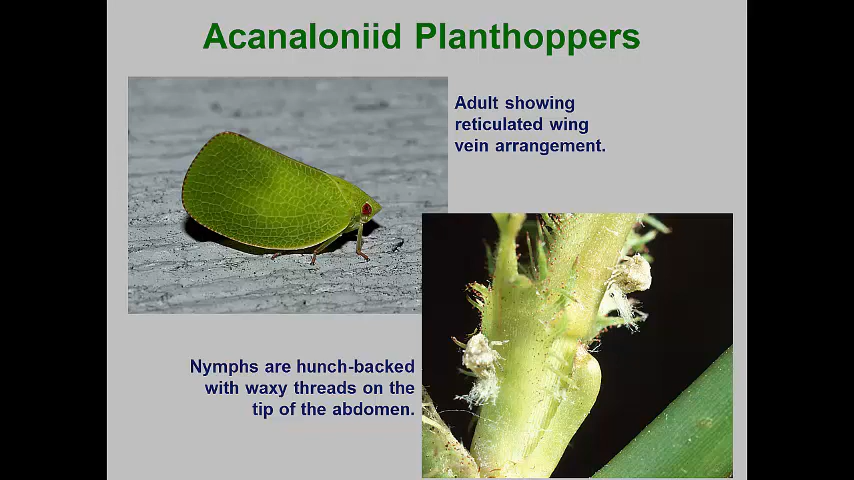 Acanaloniid Planthoppers
Adult showing
reticulated wing
vein arrangement.
Nymphs are hunch-backed
with waxy threads on the
tip of the abdomen.